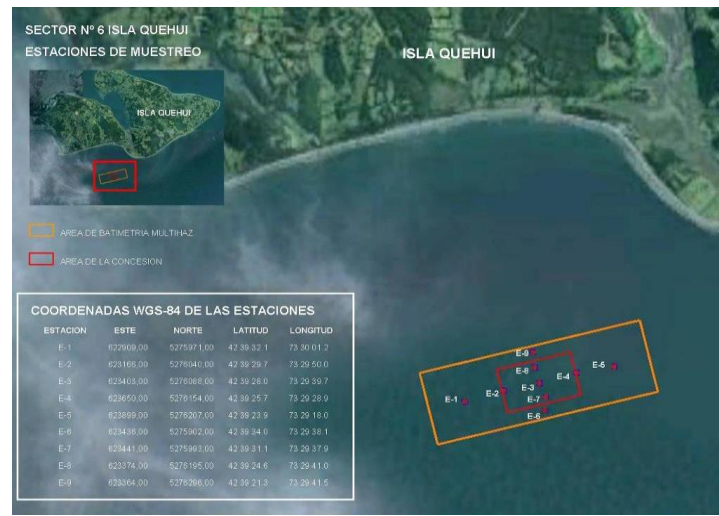 SECTOR Nº 6 ISLA QUEHUI
ESTACIONES DE MUESTREO
ISLA QUEHUI
ISLA QUEHUI
AREA DE BATIMETRIA MULTIHAZ
AREA DE LA CONCESION
COORDENADAS WGS-84 DE LAS ESTACIONES
ESTACION ESTE NORTE LATITUD LONGITUD
E-1 622909,00 5275971,00 42 39 32.1 73 30 01.2
E-2 623166,00 5276040,00 42 39 29.7 73 29 50.0
E-3 623403,00 5276088,00 42 39 28.0 73 29 39.7
E-4 623650,00 5276154,00 42 39 25.7 73 29 28.9
E-5 623899,00 5276207,00 42 39 23.9 73 29 18.0
E-6 623436,00 5275902,00 42 39 34.0 73 29 38.1
E-7 623441,00 5275993,00 42 39 31.1 73 29 37.9
E-8 623374,00 5276195,00 42 39 24.6 73 29 41.0
E-9 623364,00 5276296,00 42 39 21.3 73 29 41.5
E-9
E-8
E-5
E-4
E-3
E-2
E-1
E-7
E-6